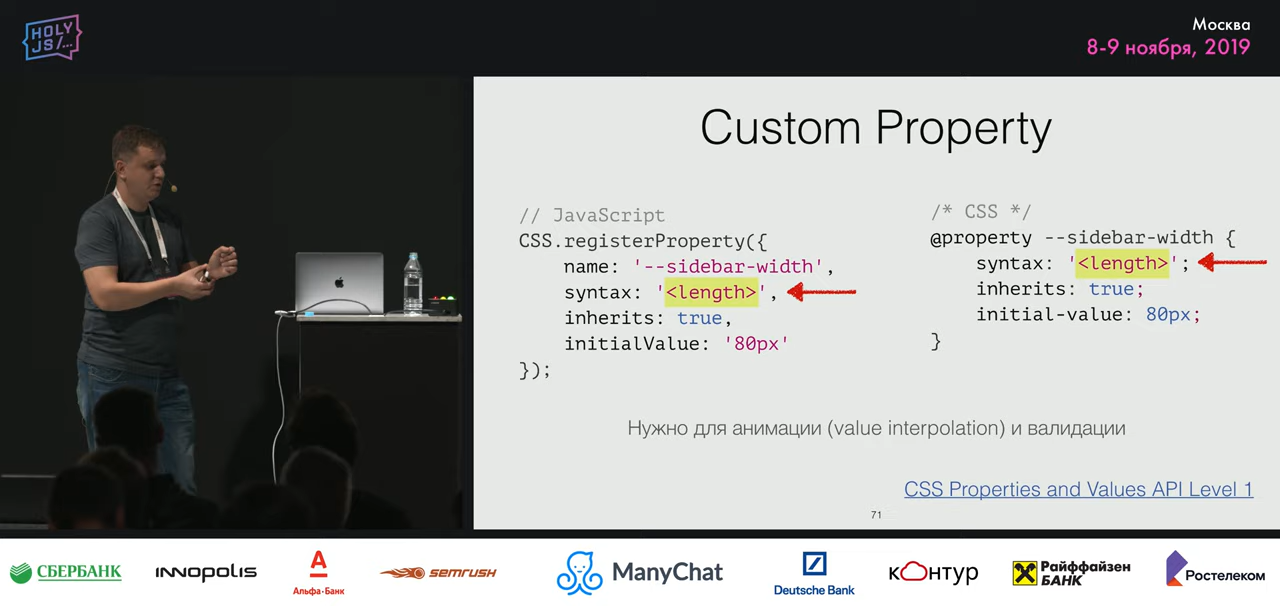 HOLY
JS/...
Москва
8-9 ноября, 2019
Custom Property
// JavaScript
CSS.registerProperty({
name: '--sidebar-width',
syntax: '<length>',
inherits: true,
initialValue: '80px'
});
/* CSS */
@property --sidebar-width {
syntax: '<length>';
inherits: true;
initial-value: 80px;
}
Нужно для анимации (value interpolation) и валидации
CSS Properties and Values API Level 1
71
СБЕРБАНК
INNOPOLIS
А
Альфа·Банк
SEMRUSH
ManyChat
Deutsche Bank
контур
Райффайзен
БАНК
Ростелеком